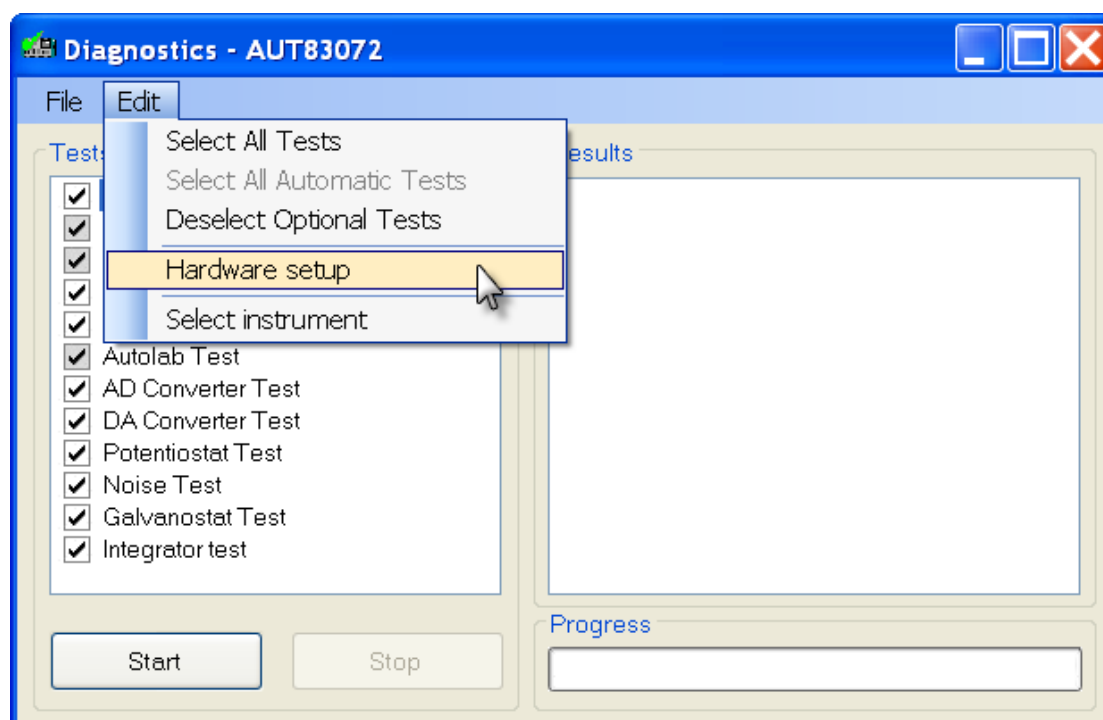 Diagnostics - AUT83072
File Edit
Select All Tests
Select All Automatic Tests
Deselect Optional Tests
Hardware setup
Select instrument
Autolab Test
AD Converter Test
DA Converter Test
Potentiostat Test
Noise Test
Galvanostat Test
Integrator test
Start
Stop
Progress